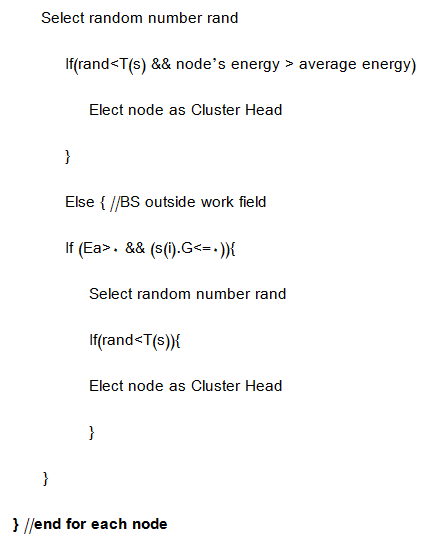 Select random number rand
If(rand<T(s) && node's energy > average energy)
Elect node as Cluster Head
}
Else { //BS outside work field
If (Ea>٠ && (s(i).G<=٠)){
Select random number rand
If(rand<T(s)){
Elect node as Cluster Head
}
}
} //end for each node